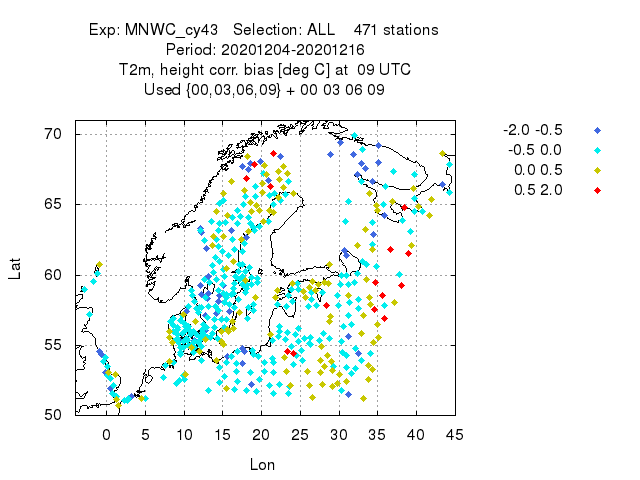 Exp: MNWC_cy43   Selection: ALL    471 stations
Period: 20201204-20201216
T2m, height corr. bias [deg C] at  09 UTC
Used {00,03,06,09} + 00 03 06 09
-2.0 -0.5
-0.5 0.0
0.0 0.5
0.5 2.0
70
65
60
55
50
Lat
0 5 10 15 20 25 30 35 40 45
Lon